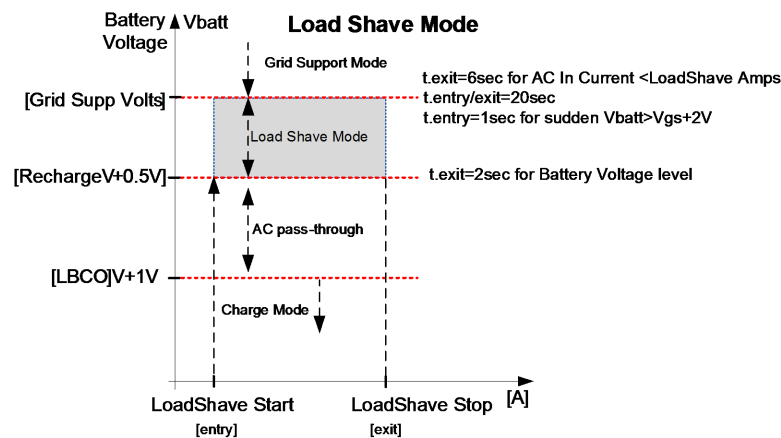 Load Shave Mode
Battery Vbatt
Voltage
Grid Support Mode
t.exit=6sec for AC In Current <LoadShave Amps
[Grid Supp Volts]
t.entry/exit=20sec
t.entry=1sec for sudden Vbatt>Vgs+2V
Load Shave Mode
[RechargeV+0.5V]
t.exit=2sec for Battery Voltage level
AC pass-through
[LBCO]V+1V
Charge Mode
LoadShave Start
LoadShave Stop
[A]
[entry]
[exit]